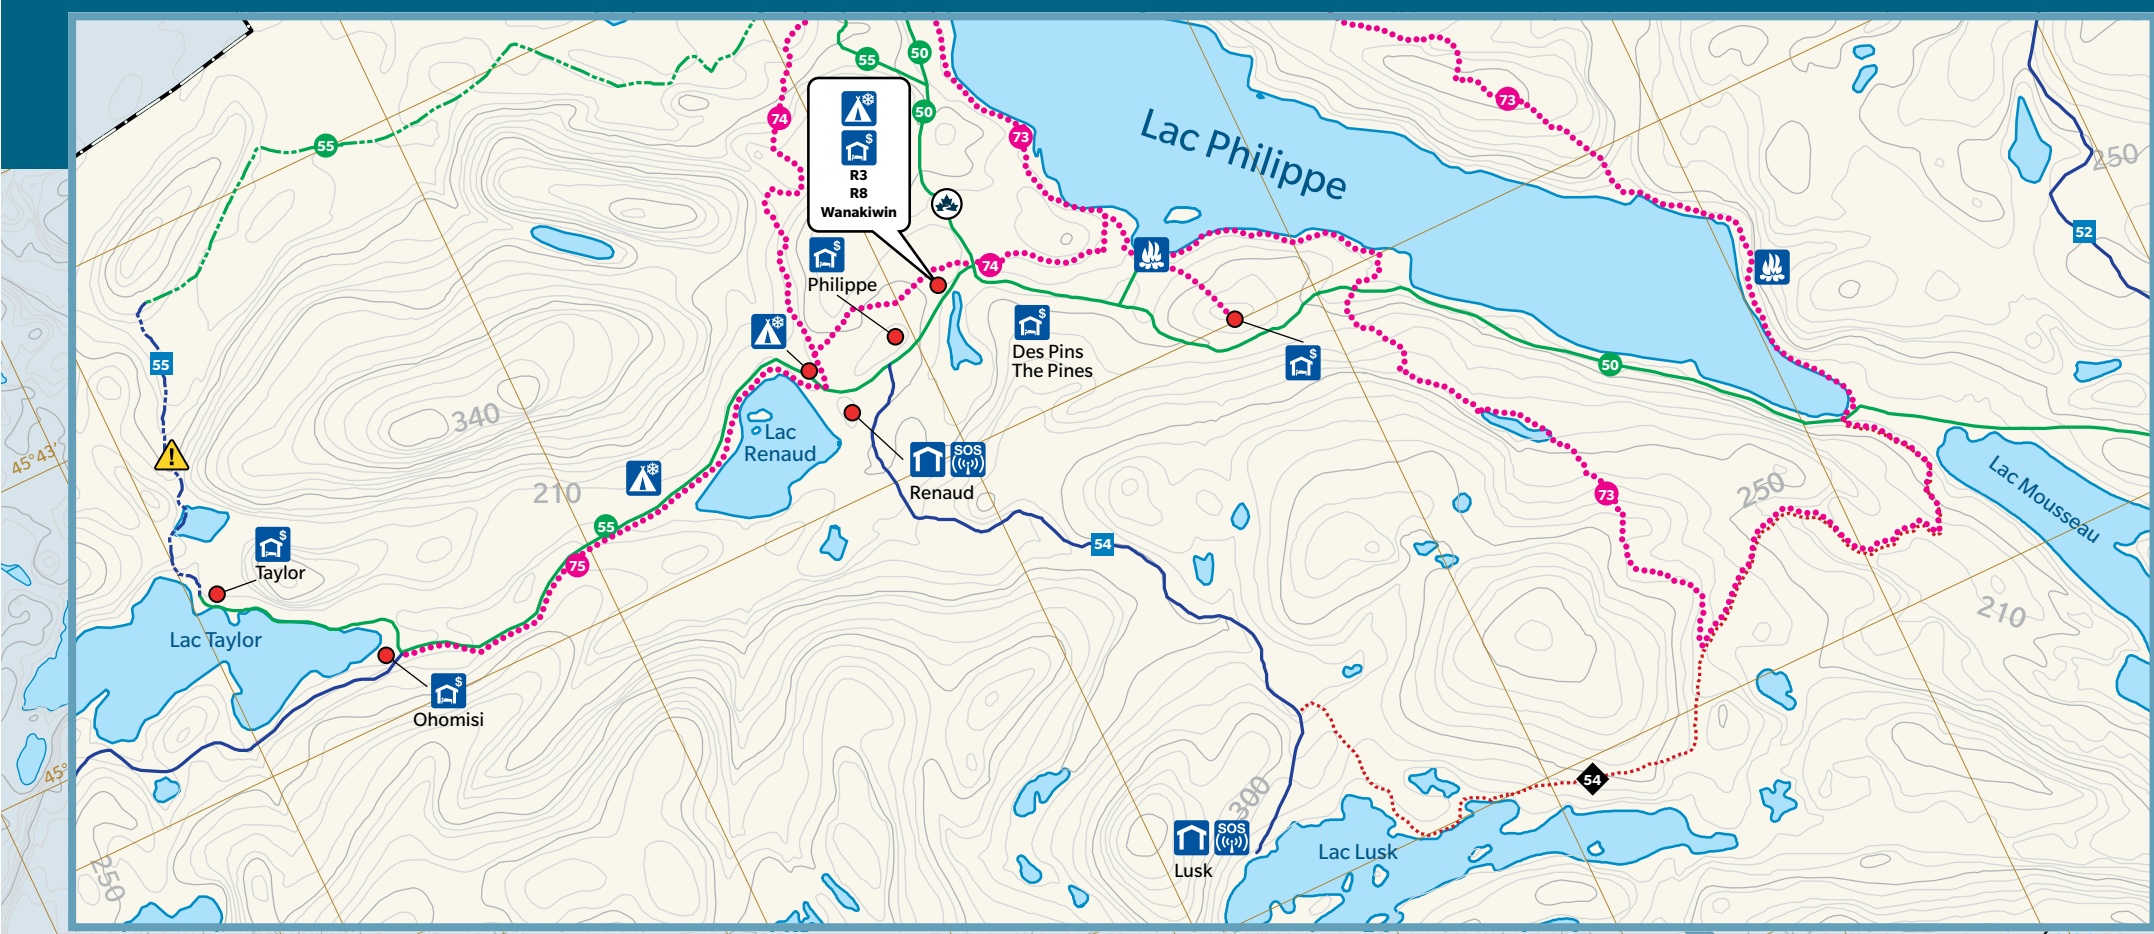 50
55
50
74
73
73
55
Lac Philippe
250
52
R3
R8
Wanakiwin
$
$
Philippe
74
$
Des Pins
The Pines
$
55
50
340
Lac
Renaud
SOS
Renaud
45°43'
210
250
73
Lac Mousseau
55
54
75
$
Taylor
210
Lac Taylor
$
Ohomisi
45°
54
300
SOS
Lusk
Lac Lusk
250